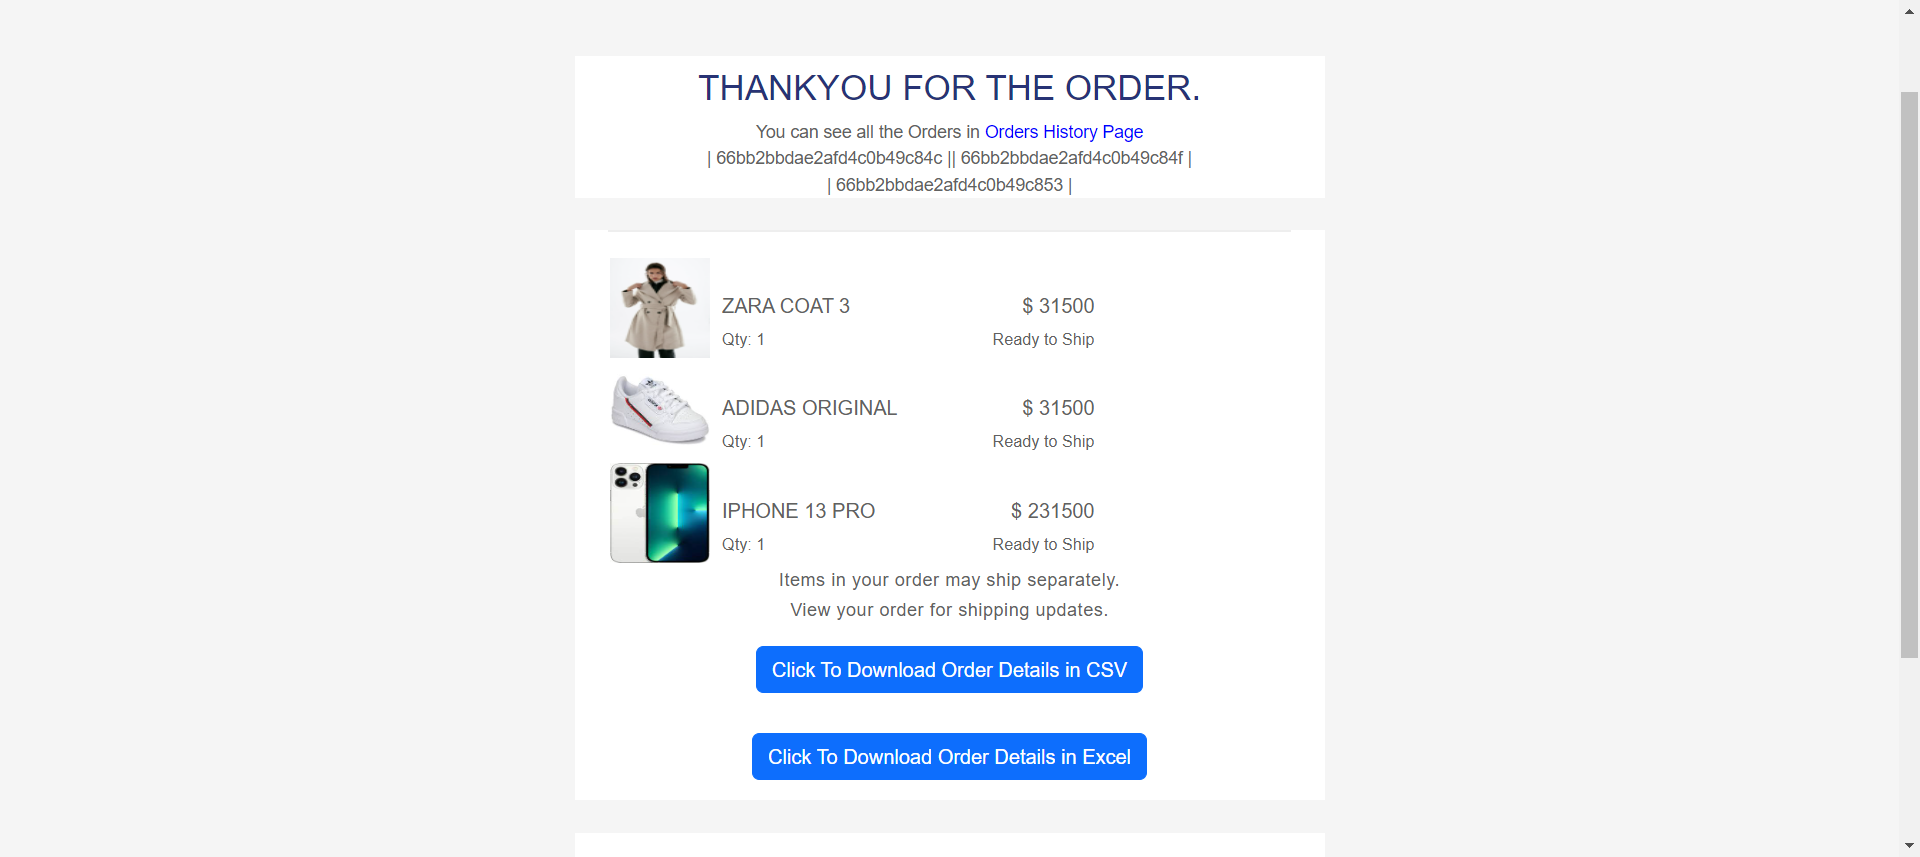 THANKYOU FOR THE ORDER.
You can see all the Orders in Orders History Page
| 66bb2bbdae2afd4c0b49c84c || 66bb2bbdae2afd4c0b49c84f |
| 66bb2bbdae2afd4c0b49c853 |
ZARA COAT 3 $ 31500
Qty: 1 Ready to Ship
ADIDAS ORIGINAL $ 31500
Qty: 1 Ready to Ship
IPHONE 13 PRO $ 231500
Qty: 1 Ready to Ship
Items in your order may ship separately.
View your order for shipping updates.
Click To Download Order Details in CSV
Click To Download Order Details in Excel